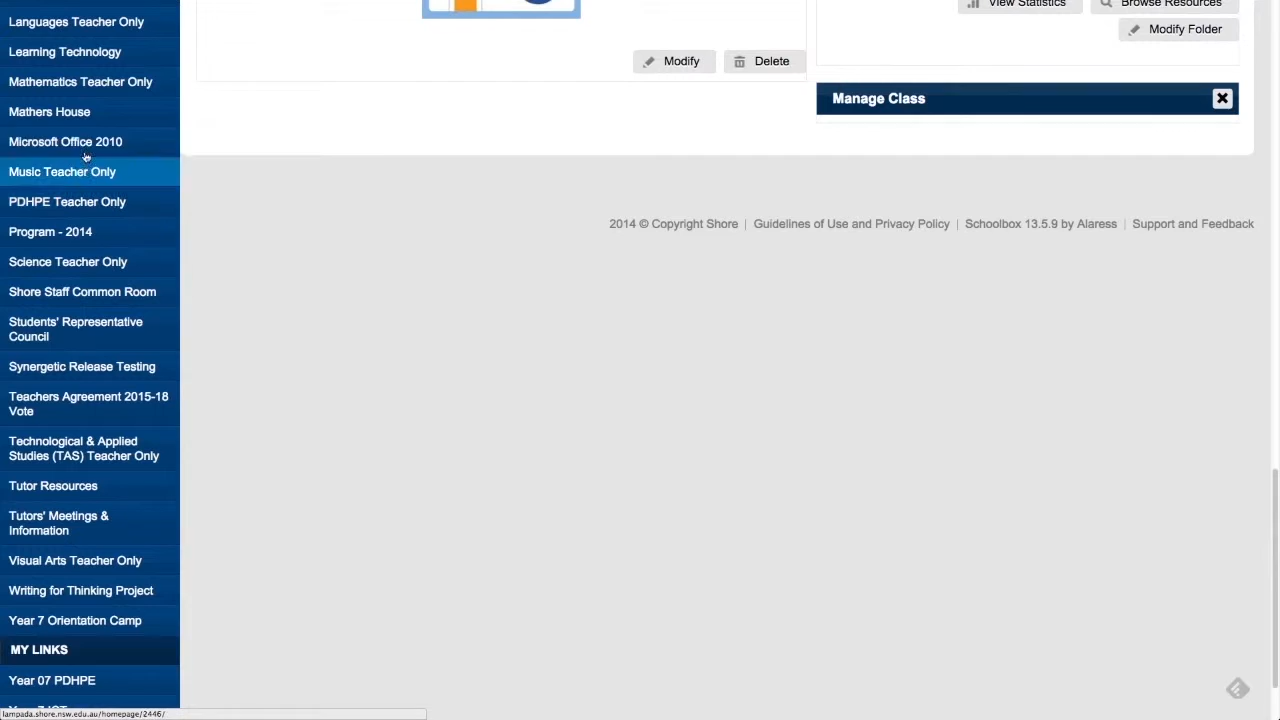 Languages Teacher Only
Learning Technology
Mathematics Teacher Only
Mathers House
Microsoft Office 2010
Music Teacher Only
PDHPE Teacher Only
Program - 2014
Science Teacher Only
Shore Staff Common Room
Students' Representative
Council
Synergetic Release Testing
Teachers Agreement 2015-18
Vote
Technological & Applied
Studies (TAS) Teacher Only
Tutor Resources
Tutors' Meetings &
Information
Visual Arts Teacher Only
Writing for Thinking Project
Year 7 Orientation Camp
MY LINKS
Year 07 PDHPE
lampada.shore.nsw.edu.au/homepage/2446/
Modify Delete
View Statistics Browse Resources
Modify Folder
Manage Class
2014 © Copyright Shore | Guidelines of Use and Privacy Policy | Schoolbox 13.5.9 by Alaress | Support and Feedback